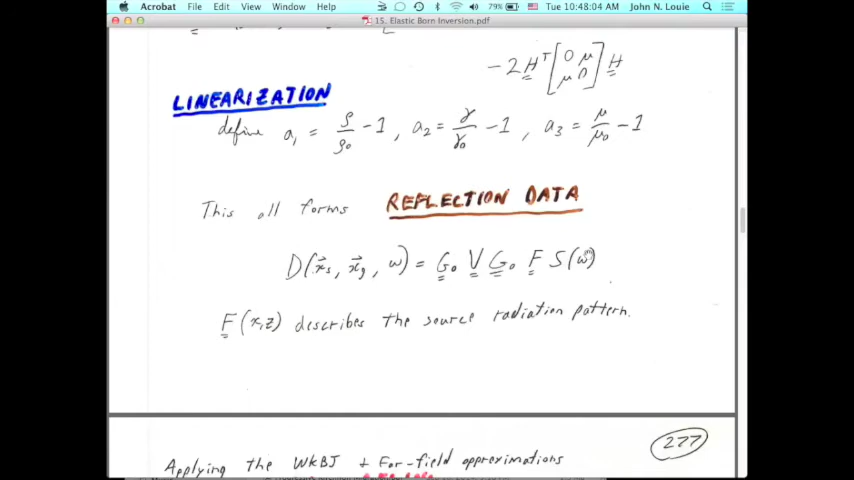 Acrobat File Edit View Window Help 79% Tue 10:48:04 AM John N. Louie
15. Elastic Born Inversion.pdf
- 2 H^T [0 μ
μ 0] H
LINEARIZATION
define a₁ = ρ/ρ₀ - 1 , a₂ = γ/γ₀ - 1 , a₃ = μ/μ₀ - 1
This all forms REFLECTION DATA
D(x⃗s, x⃗g, ω) = G₀ V G₀ F S(ω)
F(x,z) describes the source radiation pattern.
277
Applying the WKBJ + Far-field approximations